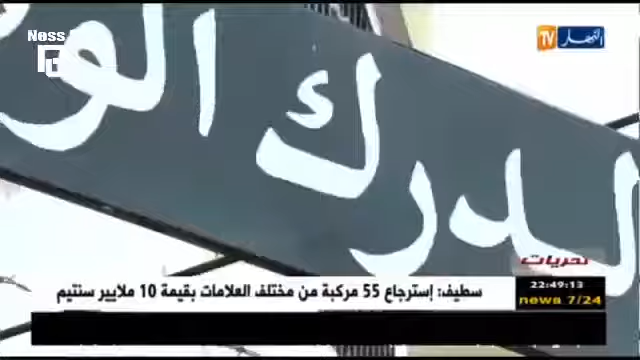 Ness
النهار TV
الدرك الو
تحريات
22:49:13
news 7/24
سطيف: إسترجاع 55 مركبة من مختلف العلامات بقيمة 10 ملايير سنتيم